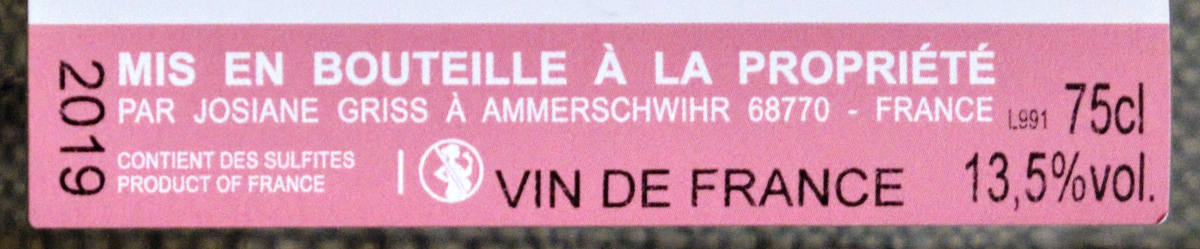 2019
MIS EN BOUTEILLE À LA PROPRIÉTÉ
PAR JOSIANE GRISS À AMMERSCHWIHR 68770 - FRANCE
L991 75cl
CONTIENT DES SULFITES
PRODUCT OF FRANCE
VIN DE FRANCE
13,5%vol.